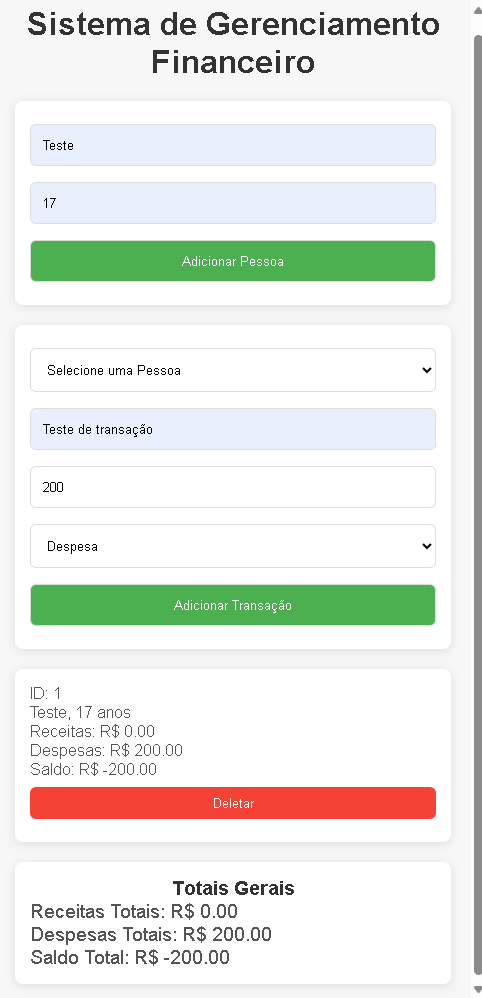 Sistema de Gerenciamento
Financeiro
Teste
17
Adicionar Pessoa
Selecione uma Pessoa
Teste de transação
200
Despesa
Adicionar Transação
ID: 1
Teste, 17 anos
Receitas: R$ 0.00
Despesas: R$ 200.00
Saldo: R$ -200.00
Deletar
Totais Gerais
Receitas Totais: R$ 0.00
Despesas Totais: R$ 200.00
Saldo Total: R$ -200.00